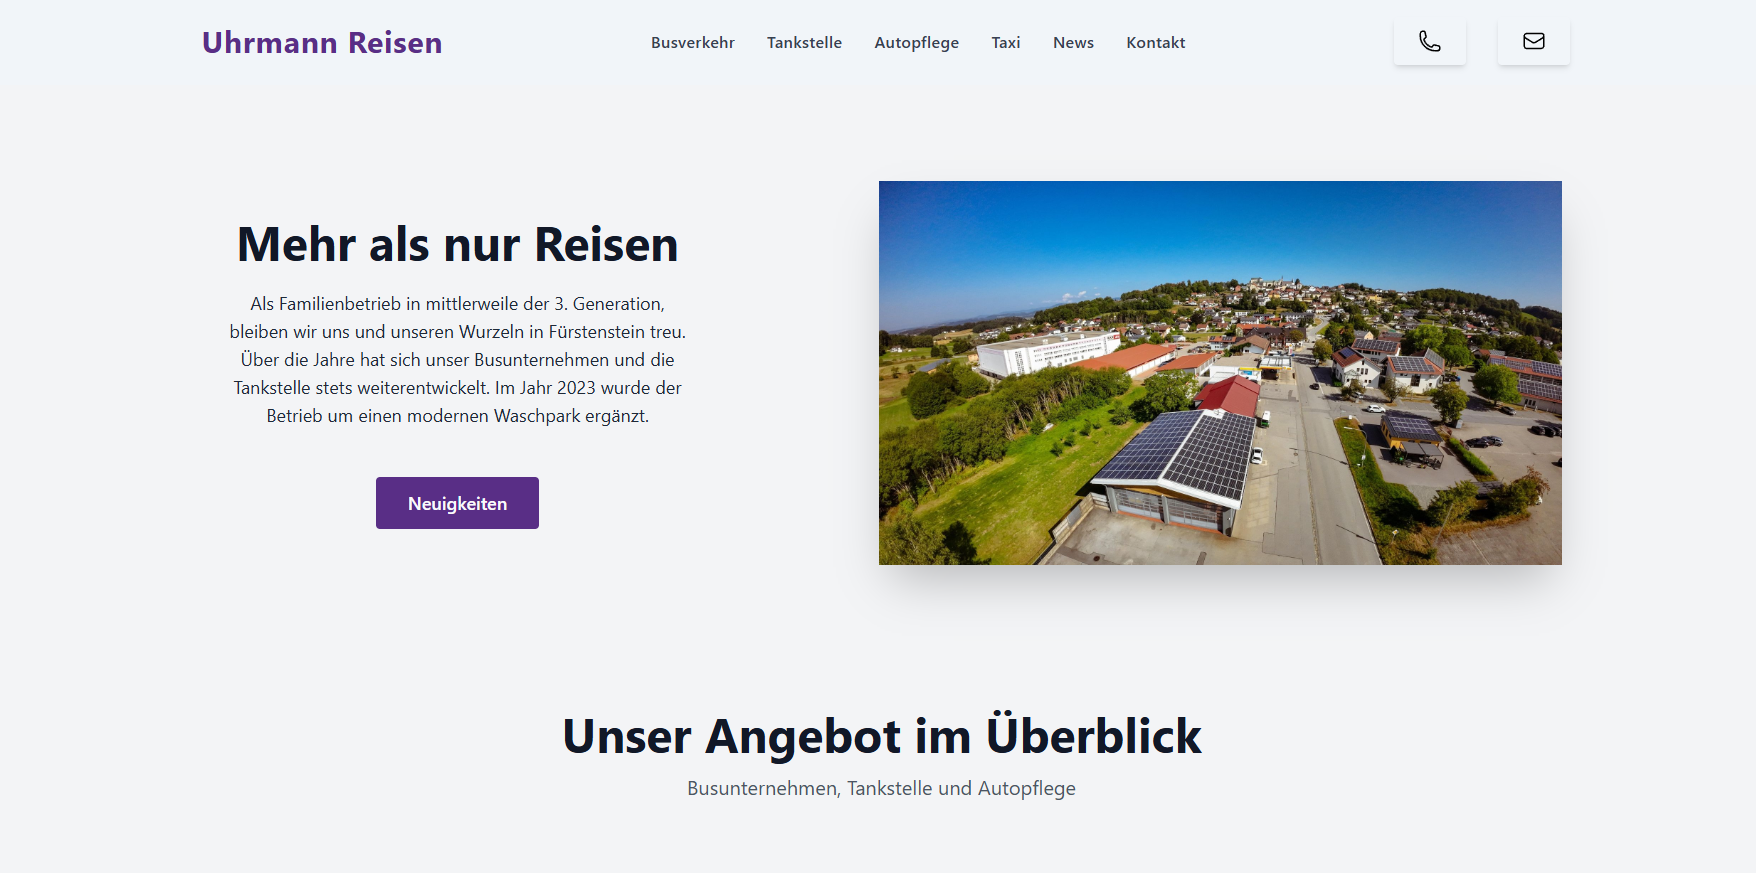 Uhrmann Reisen
Busverkehr
Tankstelle
Autopflege
Taxi
News
Kontakt
Mehr als nur Reisen
Als Familienbetrieb in mittlerweile der 3. Generation,
bleiben wir uns und unseren Wurzeln in Fürstenstein treu.
Über die Jahre hat sich unser Busunternehmen und die
Tankstelle stets weiterentwickelt. Im Jahr 2023 wurde der
Betrieb um einen modernen Waschpark ergänzt.
Neuigkeiten
Unser Angebot im Überblick
Busunternehmen, Tankstelle und Autopflege